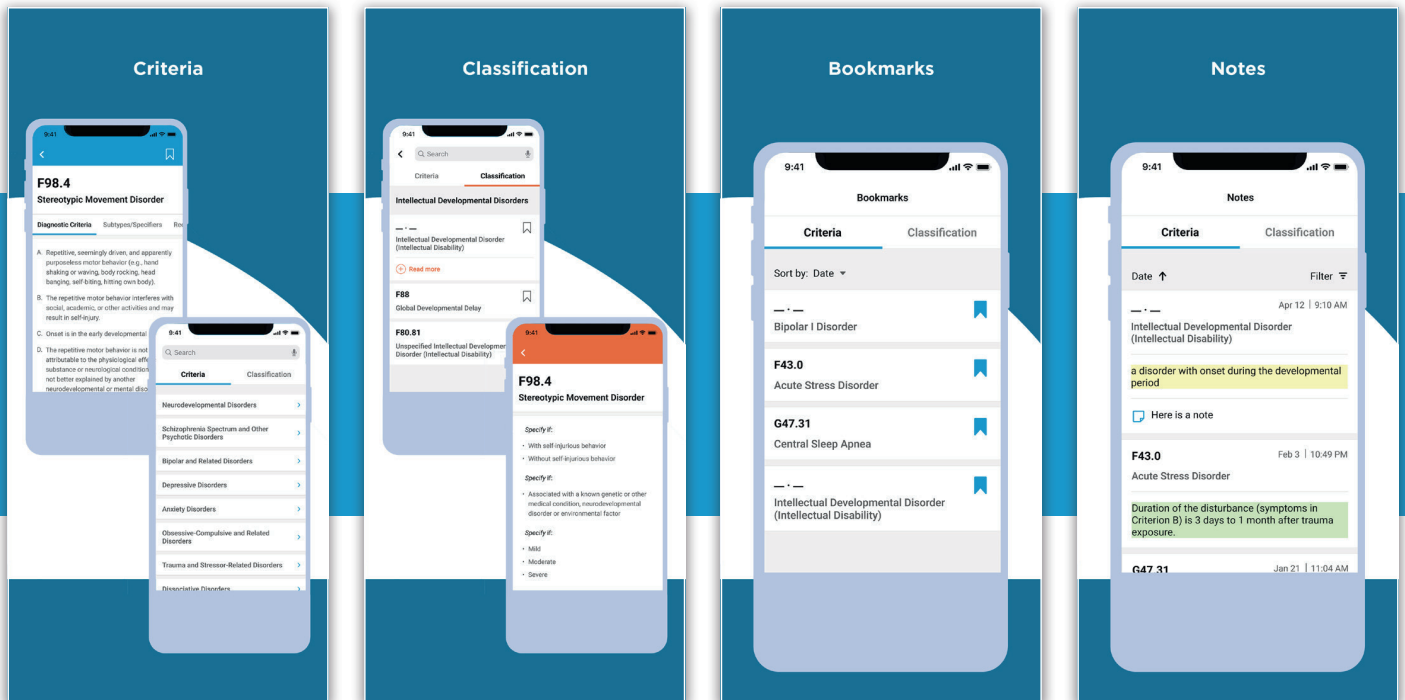 Criteria
9:41
F98.4
Stereotypic Movement Disorder
Diagnostic Criteria Subtypes/Specifiers
A. Repetitive, seemingly driven, and apparently
purposeless motor behavior (e.g., hand
shaking or waving, body rocking, head
banging, self-biting, hitting own body).
B. The repetitive motor behavior interferes with
social, academic, or other activities and may
result in self-injury.
C. Onset is in the early developmental
D. The repetitive motor behavior is not
attributable to the physiological
substance or neurological condition
not better explained by another
neurodevelopmental or mental
9:41
Search
Criteria Classification
Neurodevelopmental Disorders
Schizophrenia Spectrum and Other
Psychotic Disorders
Bipolar and Related Disorders
Depressive Disorders
Anxiety Disorders
Obsessive-Compulsive and Related
Disorders
Trauma and Stressor-Related Disorders
Dissociative Disorders
Classification
9:41
Search
Criteria Classification
Intellectual Developmental Disorders
_._
Intellectual Developmental Disorder
(Intellectual Disability)
Read more
F88
Global Developmental Delay
F80.81
Unspecified Intellectual
Disorder (Intellectual Disability)
9:41
F98.4
Stereotypic Movement Disorder
Specify if:
• With self-injurious behavior
• Without self-injurious behavior
Specify if:
• Associated with a known genetic or other
medical condition, neurodevelopmental
disorder or environmental factor
Specify if:
• Mild
• Moderate
• Severe
Bookmarks
9:41
Bookmarks
Criteria Classification
Sort by: Date
_._
Bipolar I Disorder
F43.0
Acute Stress Disorder
G47.31
Central Sleep Apnea
_._
Intellectual Developmental Disorder
(Intellectual Disability)
Notes
9:41
Notes
Criteria Classification
Date ↑ Filter
_._ Apr 12 | 9:10 AM
Intellectual Developmental Disorder
(Intellectual Disability)
a disorder with onset during the developmental
period
Here is a note
F43.0 Feb 3 | 10:49 PM
Acute Stress Disorder
Duration of the disturbance (symptoms in
Criterion B) is 3 days to 1 month after trauma
exposure.
G47.31 Jan 21 | 11:04 AM